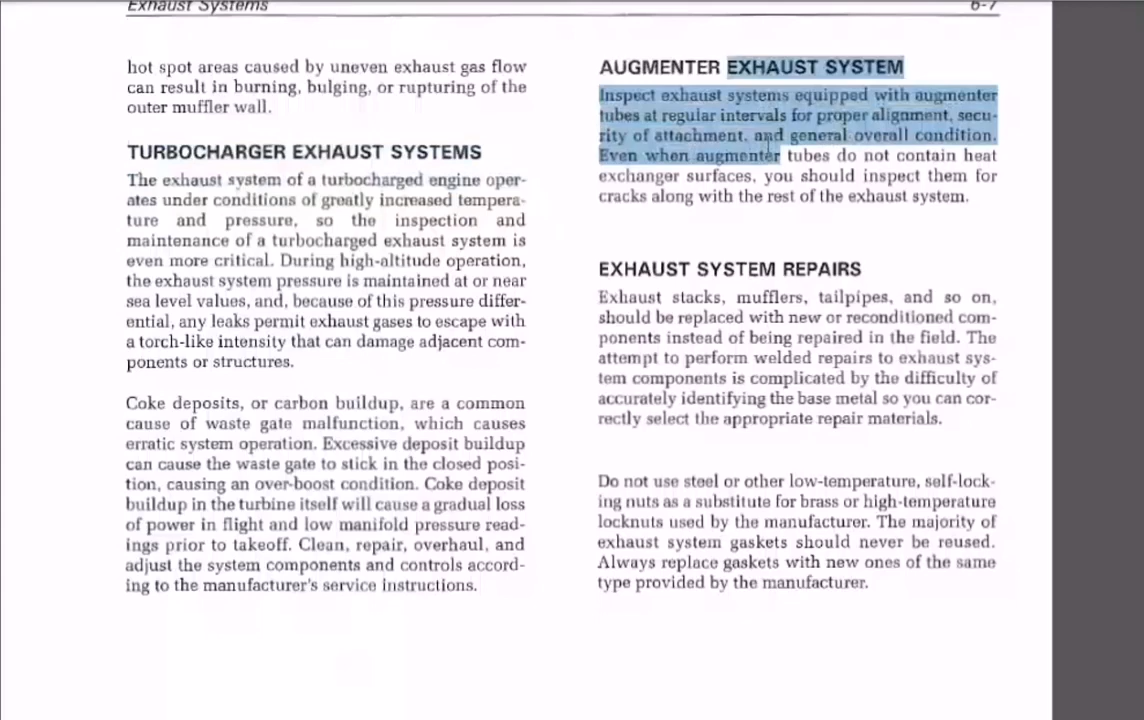 Exhaust Systems
6-7
hot spot areas caused by uneven exhaust gas flow
can result in burning, bulging, or rupturing of the
outer muffler wall.
TURBOCHARGER EXHAUST SYSTEMS
The exhaust system of a turbocharged engine oper-
ates under conditions of greatly increased tempera-
ture and pressure, so the inspection and
maintenance of a turbocharged exhaust system is
even more critical. During high-altitude operation,
the exhaust system pressure is maintained at or near
sea level values, and, because of this pressure differ-
ential, any leaks permit exhaust gases to escape with
a torch-like intensity that can damage adjacent com-
ponents or structures.
Coke deposits, or carbon buildup, are a common
cause of waste gate malfunction, which causes
erratic system operation. Excessive deposit buildup
can cause the waste gate to stick in the closed posi-
tion, causing an over-boost condition. Coke deposit
buildup in the turbine itself will cause a gradual loss
of power in flight and low manifold pressure read-
ings prior to takeoff. Clean, repair, overhaul, and
adjust the system components and controls accord-
ing to the manufacturer's service instructions.
AUGMENTER EXHAUST SYSTEM
Inspect exhaust systems equipped with augmenter
tubes at regular intervals for proper alignment, secu-
rity of attachment, and general overall condition.
Even when augmenter tubes do not contain heat
exchanger surfaces, you should inspect them for
cracks along with the rest of the exhaust system.
EXHAUST SYSTEM REPAIRS
Exhaust stacks, mufflers, tailpipes, and so on,
should be replaced with new or reconditioned com-
ponents instead of being repaired in the field. The
attempt to perform welded repairs to exhaust sys-
tem components is complicated by the difficulty of
accurately identifying the base metal so you can cor-
rectly select the appropriate repair materials.
Do not use steel or other low-temperature, self-lock-
ing nuts as a substitute for brass or high-temperature
locknuts used by the manufacturer. The majority of
exhaust system gaskets should never be reused.
Always replace gaskets with new ones of the same
type provided by the manufacturer.